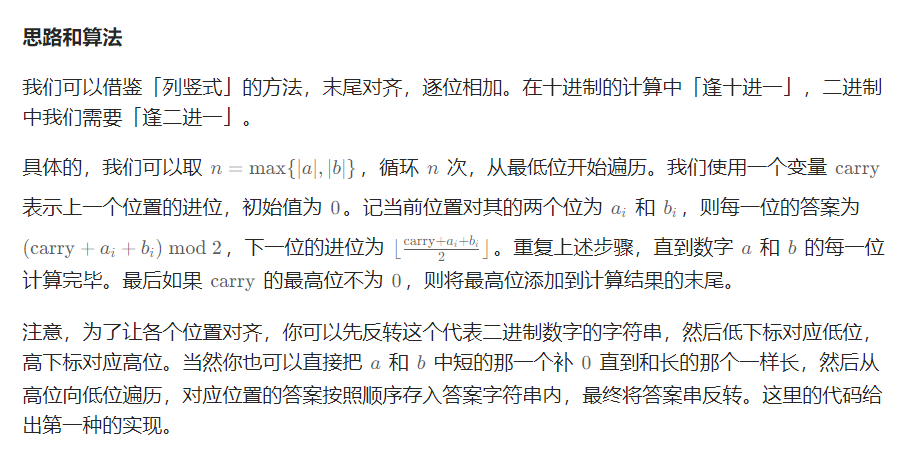 思路和算法
我们可以借鉴「列竖式」的方法，末尾对齐，逐位相加。在十进制的计算中「逢十进一」，二进制
中我们需要「逢二进一」。
具体的，我们可以取 n = max{|a|, |b|}，循环 n 次，从最低位开始遍历。我们使用一个变量 carry
表示上一个位置的进位，初始值为 0。记当前位置对其的两个位为 a_i 和 b_i，则每一位的答案为
(carry + a_i + b_i) mod 2，下一位的进位为 ⌊\frac{carry+a_i+b_i}{2}⌋。重复上述步骤，直到数字 a 和 b 的每一位
计算完毕。最后如果 carry 的最高位不为 0，则将最高位添加到计算结果的末尾。
注意，为了让各个位置对齐，你可以先反转这个代表二进制数字的字符串，然后低下标对应低位，
高下标对应高位。当然你也可以直接把 a 和 b 中短的那一个补 0 直到和长的那个一样长，然后从
高位向低位遍历，对应位置的答案按照顺序存入答案字符串内，最终将答案串反转。这里的代码给
出第一种的实现。